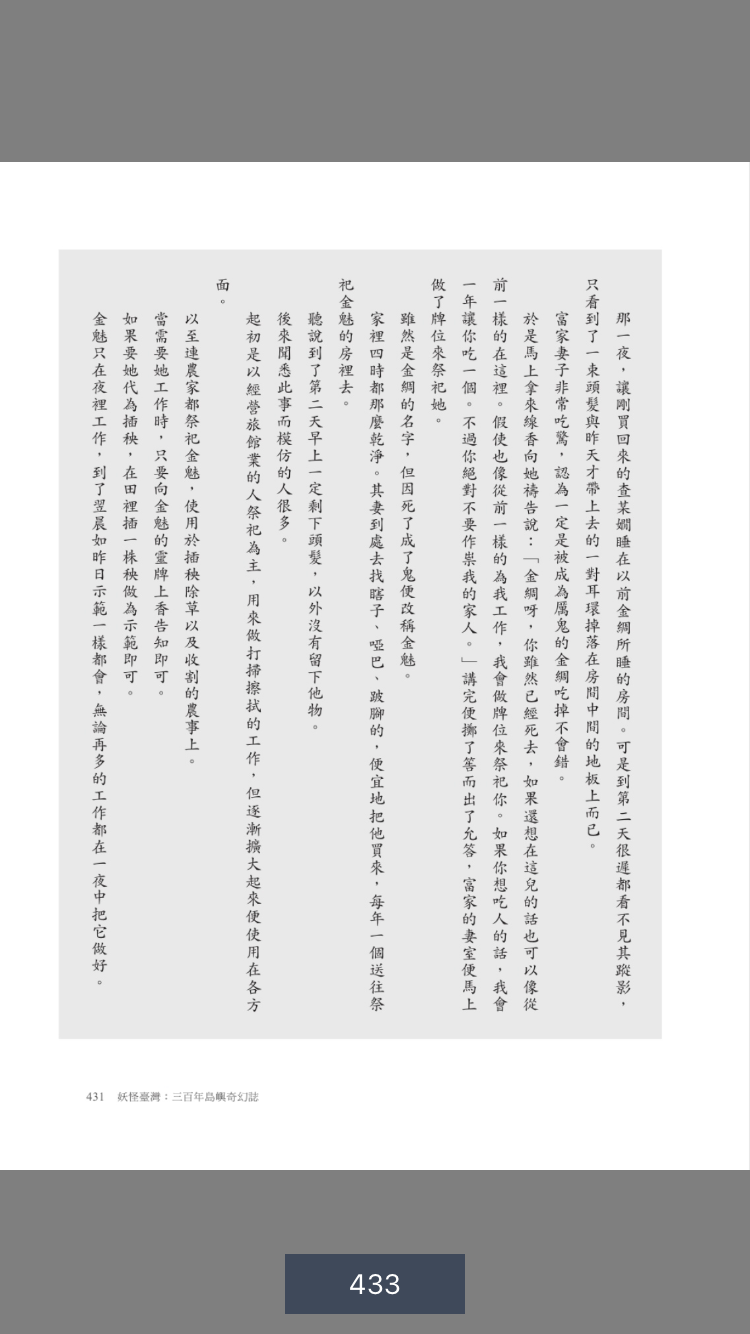 那一夜，讓剛買回來的查某嫺睡在以前金綢所睡的房間。可是到第二天很遲都看不見其蹤影，
只看到了一束頭髮與昨天才帶上去的一對耳環掉落在房間中間的地板上而已。
富家妻子非常吃驚，認為一定是被成為厲鬼的金綢吃掉不會錯。
於是馬上拿來線香向她禱告說：「金綢呀，你雖然已經死去，如果還想在這兒的話也可以像從
前一樣的在這裡。假使也像從前一樣的為我工作，我會做牌位來祭祀你。如果你想吃人的話，我會
一年讓你吃一個。不過你絕對不要作祟我的家人。」講完便擲了筶而出了允答，富家的妻室便馬上
做了牌位來祭祀她。
雖然是金綢的名字，但因死了成了鬼便改稱金魅。
家裡四時都那麼乾淨。其妻到處去找瞎子、啞巴、跛腳的，便宜地把他買來，每年一個送往祭
祀金魅的房裡去。
聽說到了第二天早上一定剩下頭髮，以外沒有留下他物。
後來聞悉此事而模仿的人很多。
起初是以經營旅館業的人祭祀為主，用來做打掃擦拭的工作，但逐漸擴大起來便使用在各方
面。
以至連農家都祭祀金魅，使用於插秧除草以及收割的農事上。
當需要她工作時，只要向金魅的靈牌上香告知即可。
如果要她代為插秧，在田裡插一株秧做為示範即可。
金魅只在夜裡工作，到了翌晨如昨日示範一樣都會，無論再多的工作都在一夜中把它做好。
431 妖怪臺灣：三百年島嶼奇幻誌
433